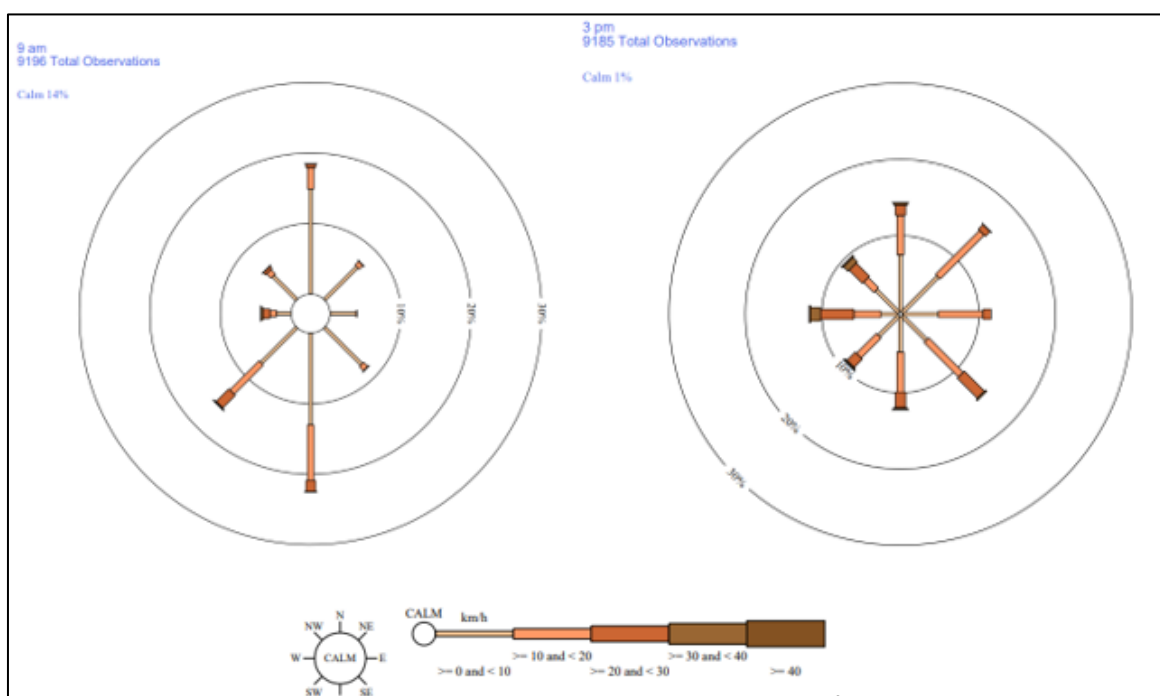 9 am
9196 Total Observations
Calm 14%
10%
20%
30%
3 pm
9185 Total Observations
Calm 1%
10%
20%
30%
N
NW NE
W CALM E
SW SE
CALM km/h
>= 10 and < 20 >= 30 and < 40
>= 0 and < 10 >= 20 and < 30 >= 40